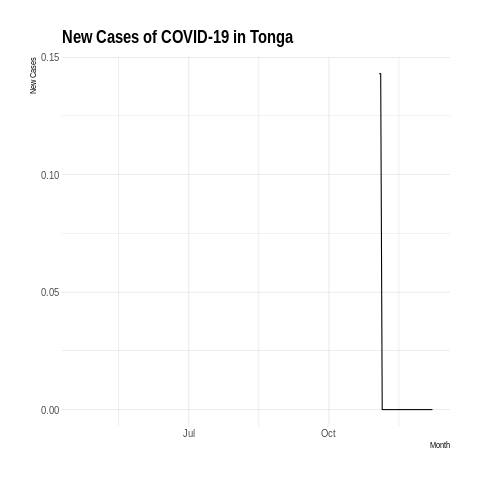 New Cases of COVID-19 in Tonga
New Cases
0.15
0.10
0.05
0.00
Jul
Oct
Month